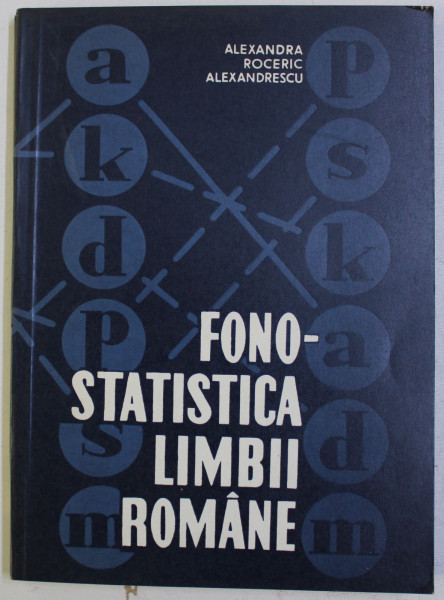 ALEXANDRA
ROCERIC
ALEXANDRESCU
a p
k s
d k
p a
s d
m m
FONO-
STATISTICA
LIMBII
ROMÂNE